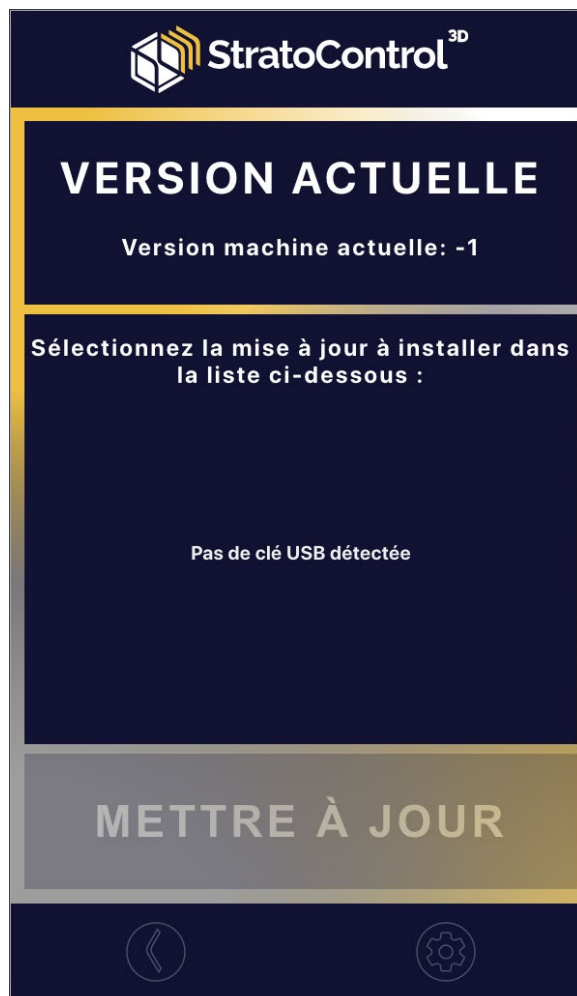 StratoControl 3D
VERSION ACTUELLE
Version machine actuelle: -1
Sélectionnez la mise à jour à installer dans
la liste ci-dessous :
Pas de clé USB détectée
METTRE À JOUR